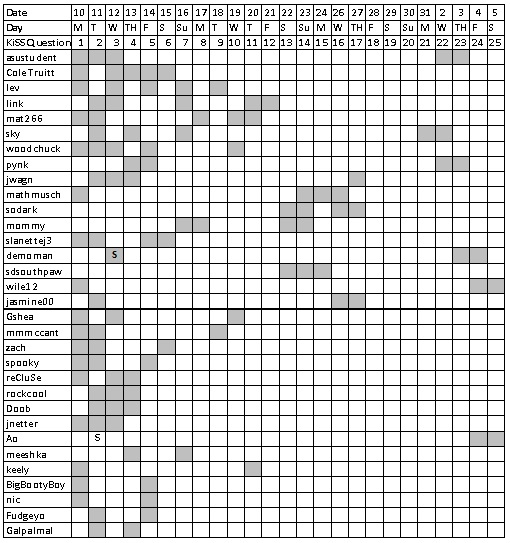 Date 10 11 12 13 14 15 16 17 18 19 20 21 22 23 24 26 27 28 29 30 31 2 3 4 5
Day M T W TH F S Su M T W T F S Su M W TH F S Su M W TH F S
KiSSQuestion 1 2 3 4 5 6 7 8 9 10 11 12 13 14 15 16 17 18 19 20 21 22 23 24 25
asustudent
ColeTruitt
lev
link
mat266
sky
woodchuck
pynk
jwagn
mathmusch
sodark
mommy
slanettej3
demoman S
sdsouthpaw
wile12
jasmine00
Gshea
mmmccant
zach
spooky
reCluSe
rockcool
Doob
jnetter
Ao S
meeshka
keely
BigBootyBoy
nic
Fudgeyo
Galpalmal